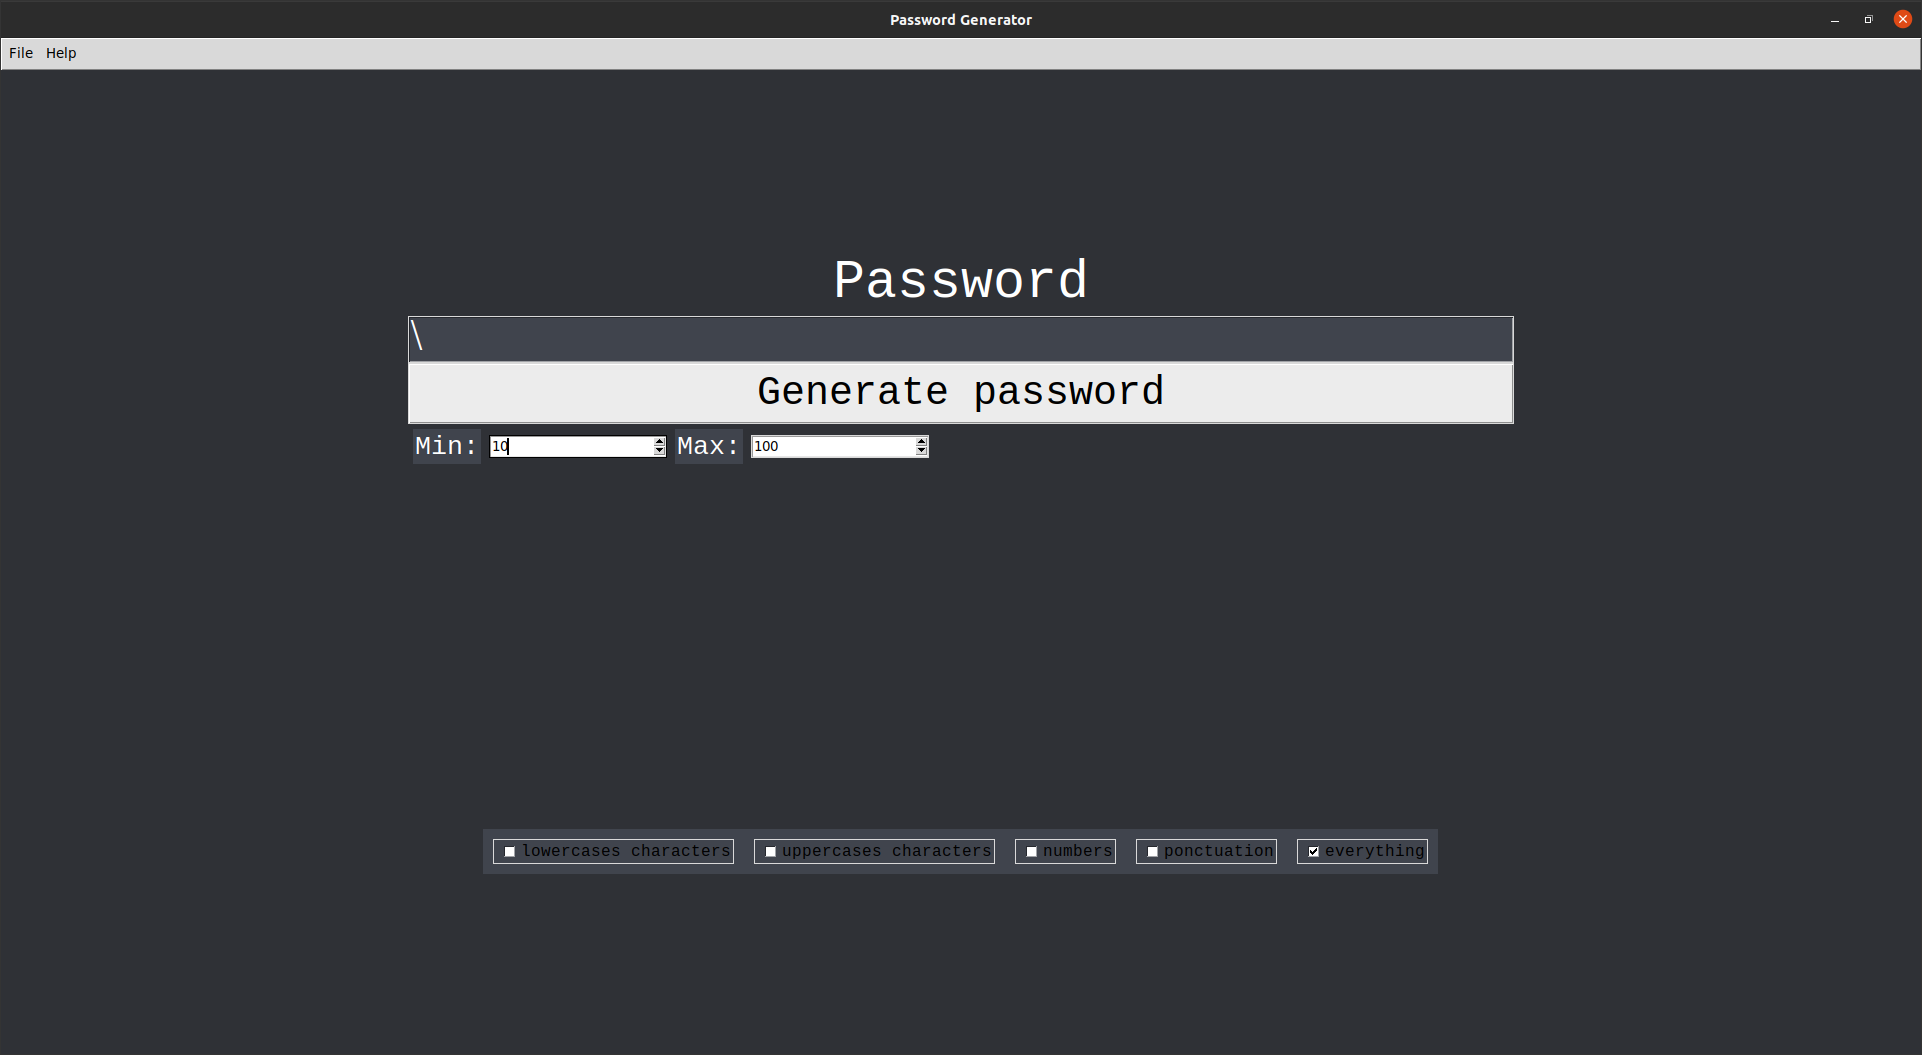 Password Generator
File Help
Password
\
Generate password
Min: 10 Max: 100
lowercases characters uppercases characters numbers ponctuation everything